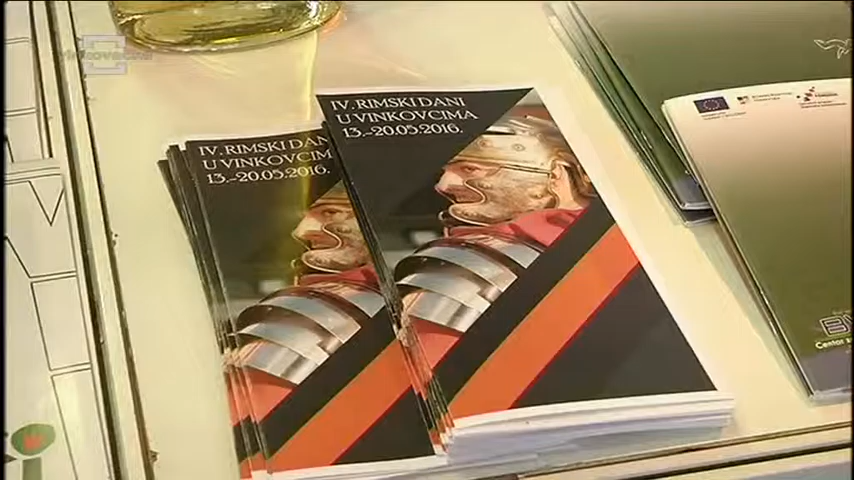 IV. RIMSKI DANI
U VINKOVCIMA
13.-20.05.2016.
IV. RIMSKI DANI
U VINKOVCIMA
13.-20.05.2016.